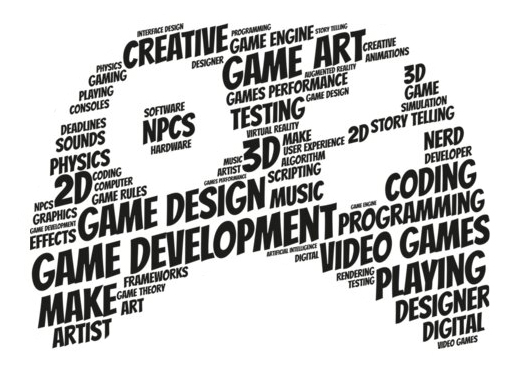 INTERFACE DESIGN
PROGRAMMING
STORY TELLING
CREATIVE
GAME ENGINE
DESIGNER
GAME ART
CREATIVE
ANIMATIONS
PHYSICS
GAMING
PLAYING
CONSOLES
AUGMENTED REALITY
GAMES PERFORMANCE
GAME DESIGN
3D
GAME
SIMULATION
SOFTWARE
NPCS
HARDWARE
TESTING
VIRTUAL REALITY
DEADLINES
SOUNDS
PHYSICS
3D
MAKE
USER EXPERIENCE
ALGORITHM
SCRIPTING
2D
STORY TELLING
MUSIC
ARTIST
NERD
DEVELOPER
2D
CODING
COMPUTER
GAME RULES
GAMES PERFORMANCE
NPCS
GRAPHICS
GAME DEVELOPMENT
EFFECTS
GAME DESIGN
MUSIC
CODING
GAME ENGINE
PROGRAMMING
GAME DEVELOPMENT
ARTIFICIAL INTELLIGENCE
DIGITAL
VIDEO GAMES
FRAMEWORKS
GAME THEORY
MAKE
ART
ARTIST
RENDERING
TESTING
PLAYING
DESIGNER
DIGITAL
VIDEO GAMES